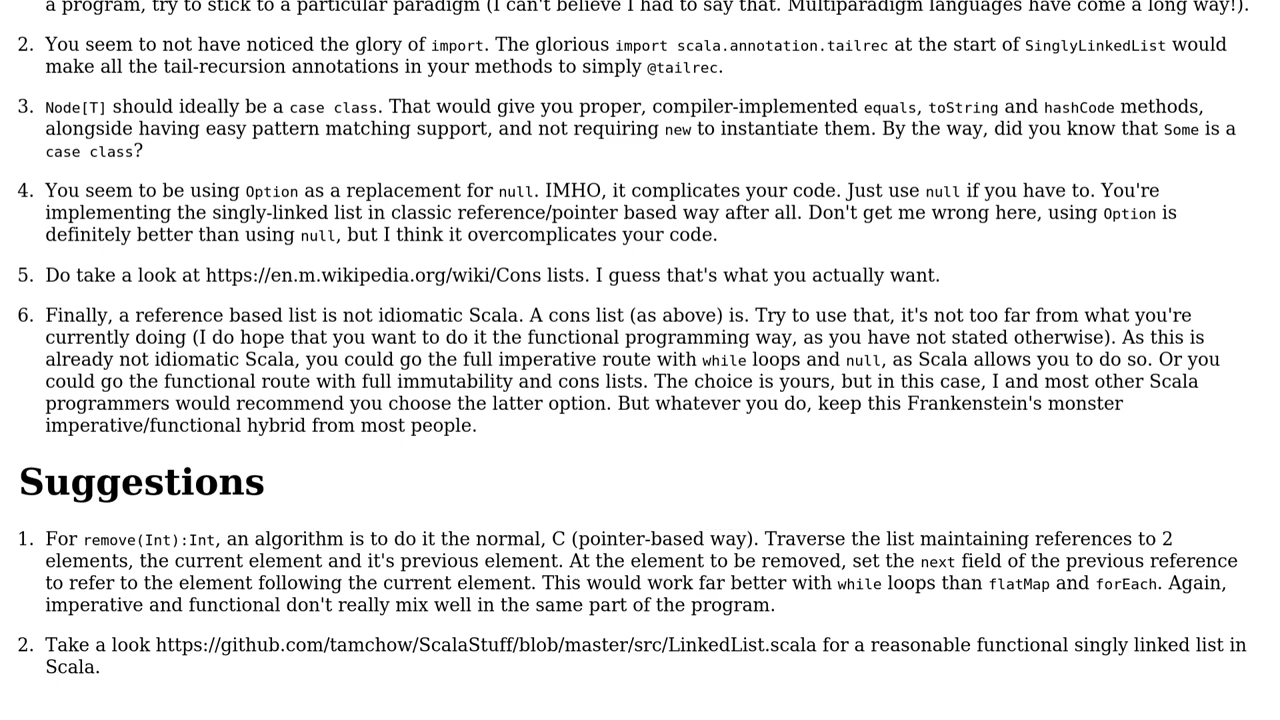 a program, try to stick to a particular paradigm (I can't believe I had to say that. Multiparadigm languages have come a long way!).
2. You seem to not have noticed the glory of import. The glorious import scala.annotation.tailrec at the start of SinglyLinkedList would
make all the tail-recursion annotations in your methods to simply @tailrec.
3. Node[T] should ideally be a case class. That would give you proper, compiler-implemented equals, toString and hashCode methods,
alongside having easy pattern matching support, and not requiring new to instantiate them. By the way, did you know that Some is a
case class?
4. You seem to be using Option as a replacement for null. IMHO, it complicates your code. Just use null if you have to. You're
implementing the singly-linked list in classic reference/pointer based way after all. Don't get me wrong here, using Option is
definitely better than using null, but I think it overcomplicates your code.
5. Do take a look at https://en.m.wikipedia.org/wiki/Cons lists. I guess that's what you actually want.
6. Finally, a reference based list is not idiomatic Scala. A cons list (as above) is. Try to use that, it's not too far from what you're
currently doing (I do hope that you want to do it the functional programming way, as you have not stated otherwise). As this is
already not idiomatic Scala, you could go the full imperative route with while loops and null, as Scala allows you to do so. Or you
could go the functional route with full immutability and cons lists. The choice is yours, but in this case, I and most other Scala
programmers would recommend you choose the latter option. But whatever you do, keep this Frankenstein's monster
imperative/functional hybrid from most people.
Suggestions
1. For remove(Int):Int, an algorithm is to do it the normal, C (pointer-based way). Traverse the list maintaining references to 2
elements, the current element and it's previous element. At the element to be removed, set the next field of the previous reference
to refer to the element following the current element. This would work far better with while loops than flatMap and forEach. Again,
imperative and functional don't really mix well in the same part of the program.
2. Take a look https://github.com/tamchow/ScalaStuff/blob/master/src/LinkedList.scala for a reasonable functional singly linked list in
Scala.